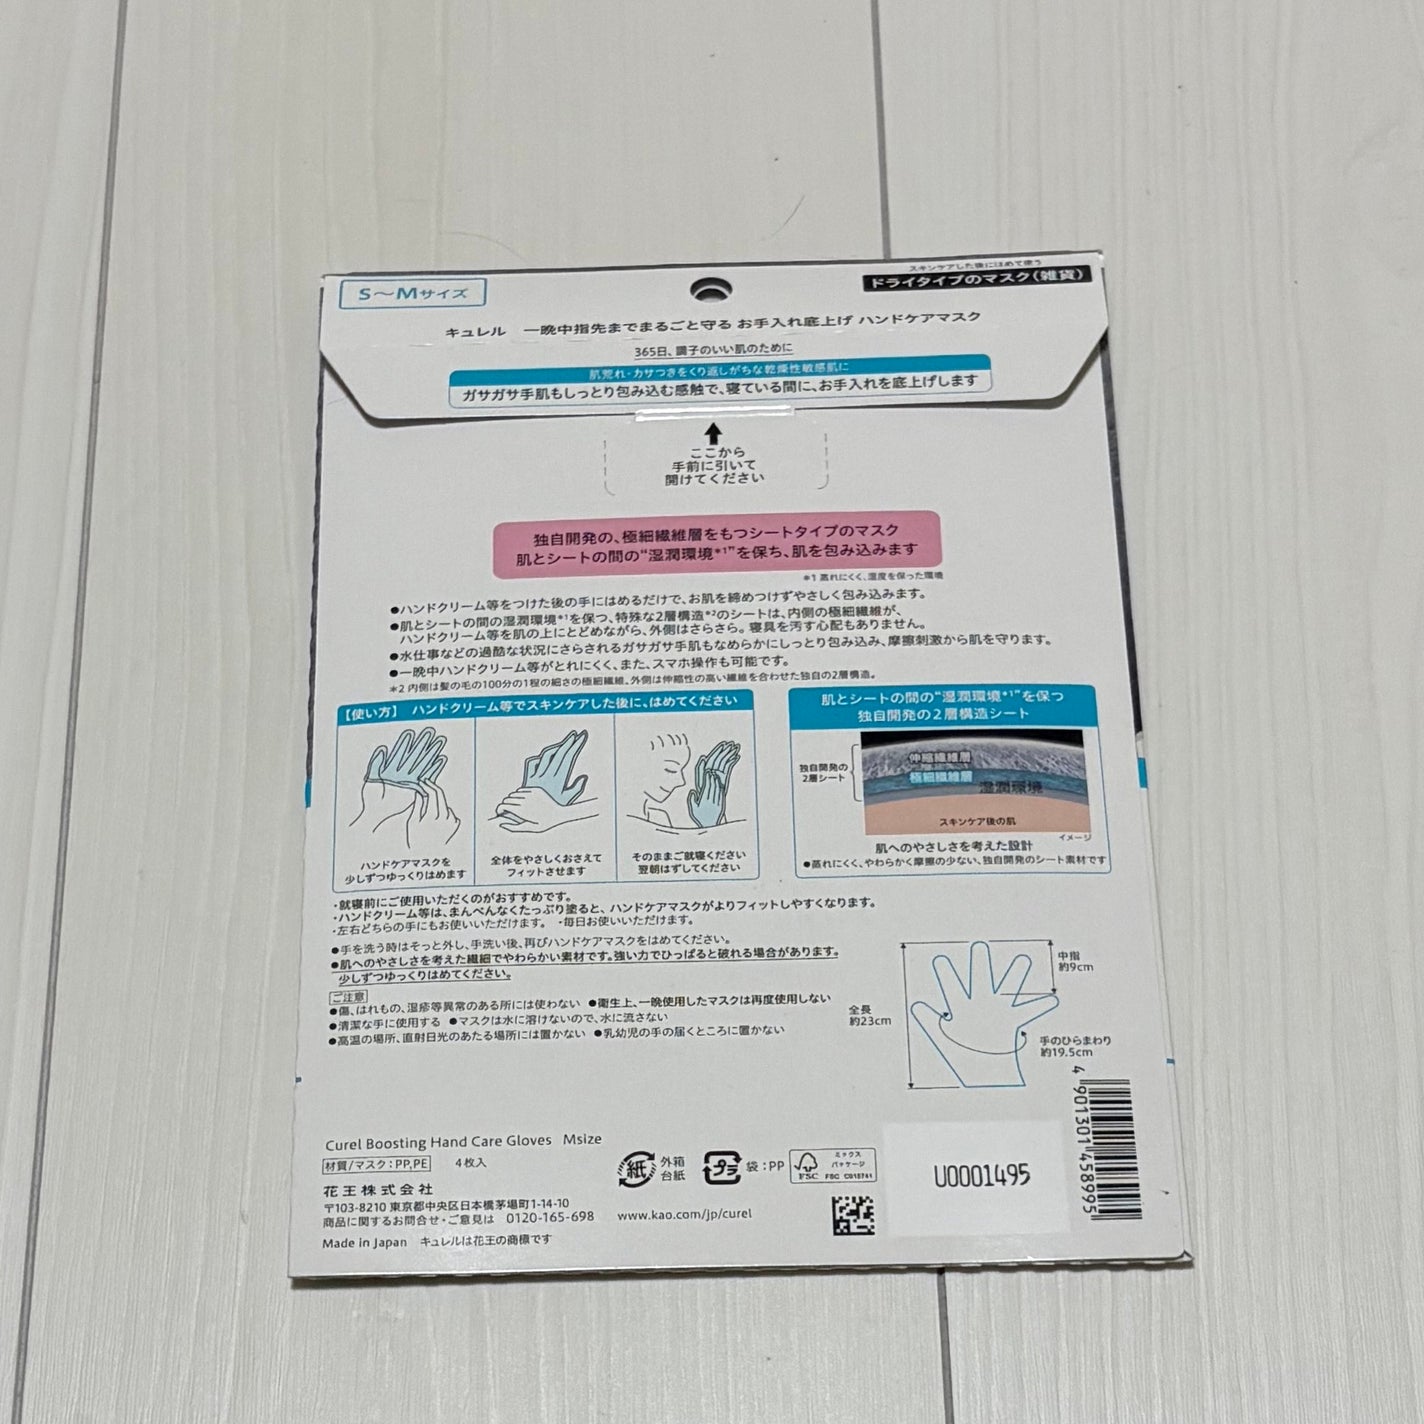 スキンケアした後にはめて使う
S〜Mサイズ
ドライタイプのマスク(雑貨)
キュレル 一晩中指先までまるごと守る お手入れ底上げ ハンドケアマスク
365日、調子のいい肌のために
肌荒れ・カサつきをくり返しがちな乾燥性敏感肌に
ガサガサ手肌もしっとり包み込む感触で、寝ている間に、お手入れを底上げします
ここから
手前に引いて
開けてください
独自開発の、極細繊維層をもつシートタイプのマスク
肌とシートの間の“湿潤環境*1”を保ち、肌を包み込みます
*1 蒸れにくく、湿度を保った環境
●ハンドクリーム等をつけた後の手にはめるだけで、お肌を締めつけずやさしく包み込みます。
●肌とシートの間の湿潤環境*1を保つ、特殊な2層構造*2のシートは、内側の極細繊維が、
ハンドクリーム等を肌の上にとどめながら、外側はさらさら。寝具を汚す心配もありません。
●水仕事などの過酷な状況にさらされるガサガサ手肌もなめらかにしっとり包み込み、摩擦刺激から肌を守ります。
●一晩中ハンドクリーム等がとれにくく、また、スマホ操作も可能です。
*2 内側は髪の毛の100分の1程の細さの極細繊維、外側は伸縮性の高い繊維を合わせた独自の2層構造。
【使い方】 ハンドクリーム等でスキンケアした後に、はめてください
ハンドケアマスクを
少しずつゆっくりはめます
全体をやさしくおさえて
フィットさせます
そのままご就寝ください
翌朝はずしてください
肌とシートの間の“湿潤環境*1”を保つ
独自開発の2層構造シート
独自開発の
2層シート
伸縮繊維層
極細繊維層
湿潤環境
スキンケア後の肌
イメージ
肌へのやさしさを考えた設計
●蒸れにくく、やわらかく摩擦の少ない、独自開発のシート素材です
・就寝前にご使用いただくのがおすすめです。
・ハンドクリーム等は、まんべんなくたっぷり塗ると、ハンドケアマスクがよりフィットしやすくなります。
・左右どちらの手にもお使いいただけます。 ・毎日お使いいただけます。
●手を洗う時はそっと外し、手洗い後、再びハンドケアマスクをはめてください。
●肌へのやさしさを考えた繊細でやわらかい素材です。強い力でひっぱると破れる場合があります。
少しずつゆっくりはめてください。
ご注意
●傷、はれもの、湿疹等異常のある所には使わない ●衛生上、一晩使用したマスクは再度使用しない
●清潔な手に使用する ●マスクは水に溶けないので、水に流さない
●高温の場所、直射日光のあたる場所には置かない ●乳幼児の手の届くところに置かない
中指
約9cm
全長
約23cm
手のひらまわり
約19.5cm
Curel Boosting Hand Care Gloves Msize
材質/マスク:PP,PE 4枚入
花王株式会社
〒103-8210 東京都中央区日本橋茅場町1-14-10
商品に関するお問合せ・ご意見は 0120-165-698
www.kao.com/jp/curel
Made in Japan キュレルは花王の商標です
紙
外箱
台紙
プラ
袋:PP
FSC
ミックス
パッケージ
FSC C018741
U0001495
4 901301 458995